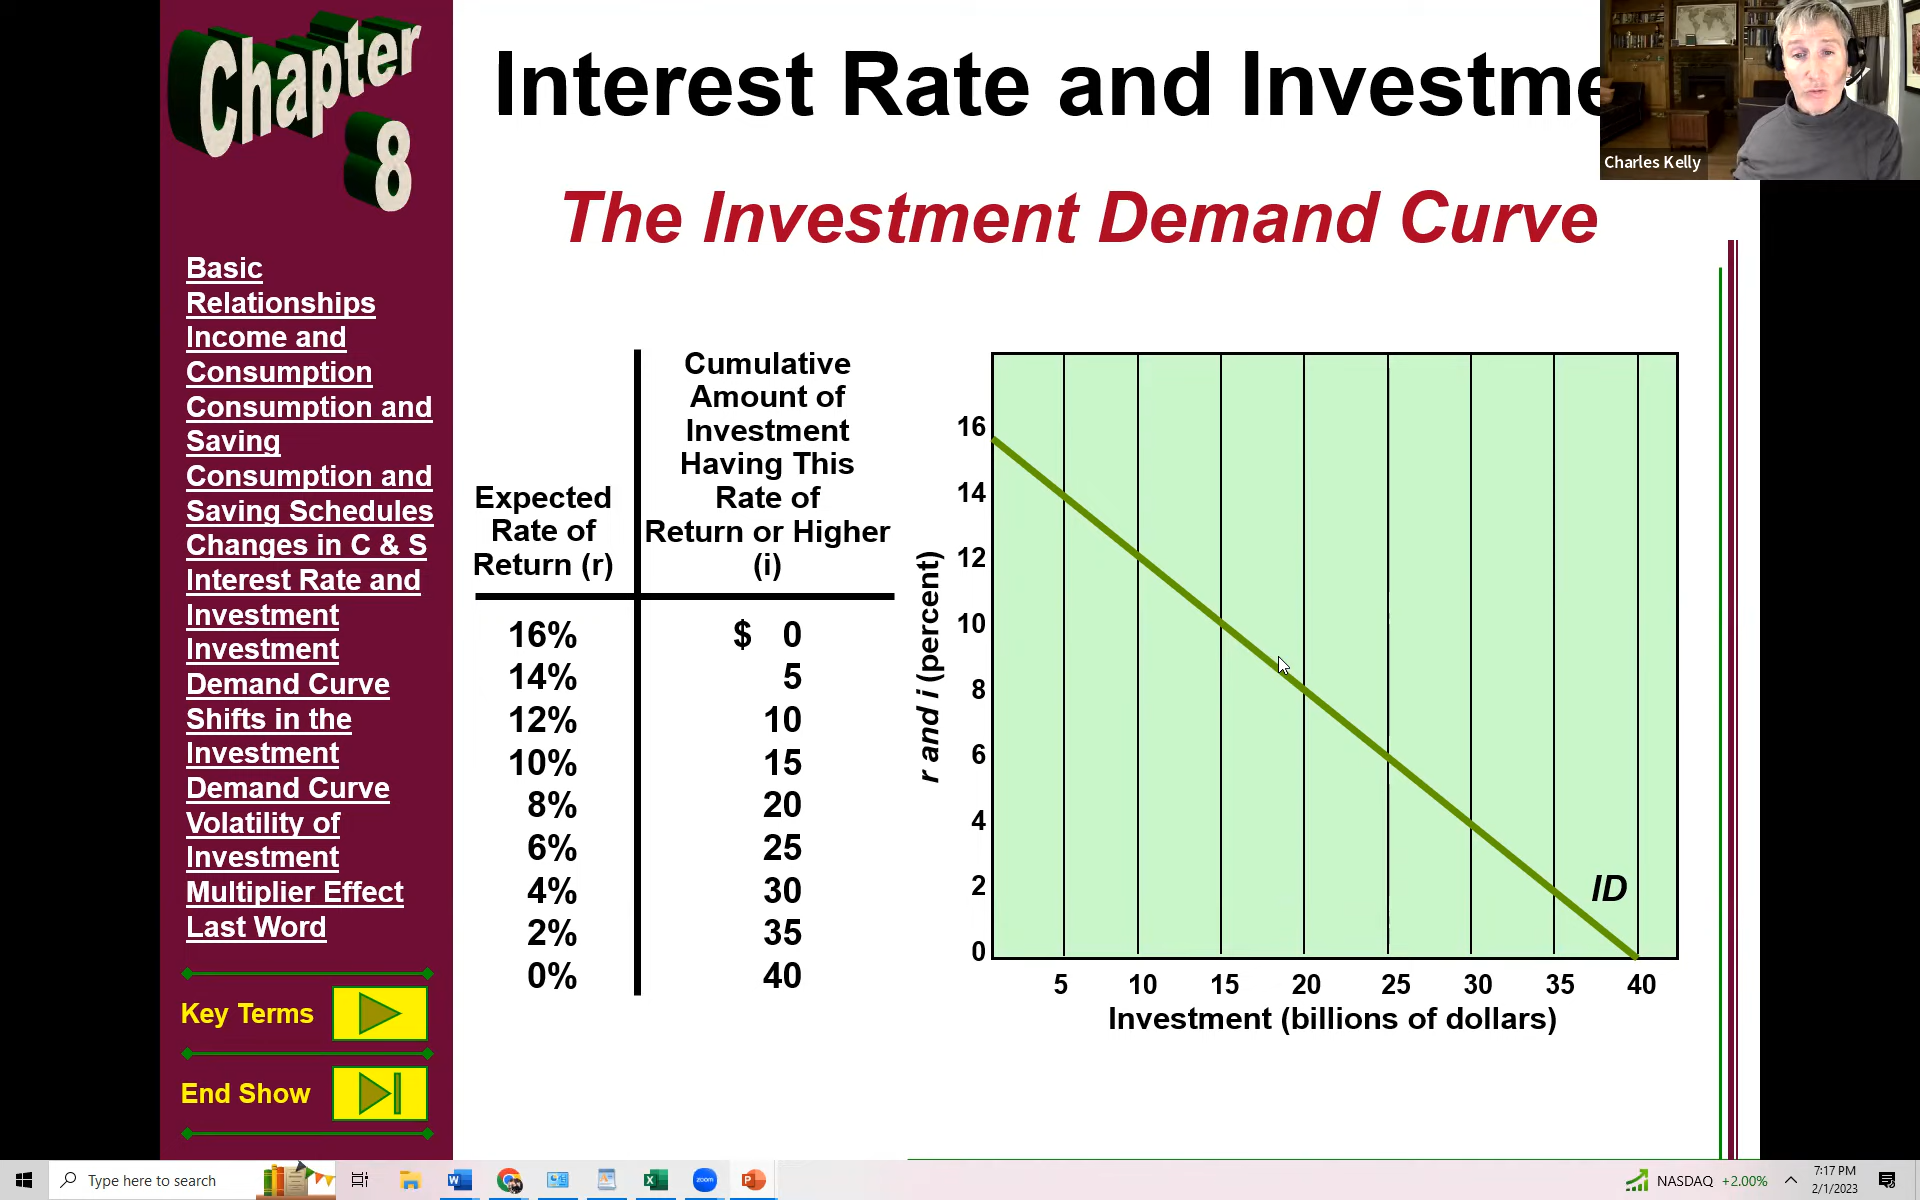 Chapter
8
Interest Rate and Investme
Charles Kelly
The Investment Demand Curve
Basic
Relationships
Income and
Consumption
Consumption and
Saving
Consumption and
Saving Schedules
Changes in C & S
Interest Rate and
Investment
Investment
Demand Curve
Shifts in the
Investment
Demand Curve
Volatility of
Investment
Multiplier Effect
Last Word
Key Terms
End Show
Expected
Rate of
Return (r)
Cumulative
Amount of
Investment
Having This
Rate of
Return or Higher
(i)
16% $ 0
14% 5
12% 10
10% 15
8% 20
6% 25
4% 30
2% 35
0% 40
r and i (percent)
16
14
12
10
8
6
4
2
0
ID
5 10 15 20 25 30 35 40
Investment (billions of dollars)
Type here to search
NASDAQ +2.00%
7:17 PM
2/1/2023